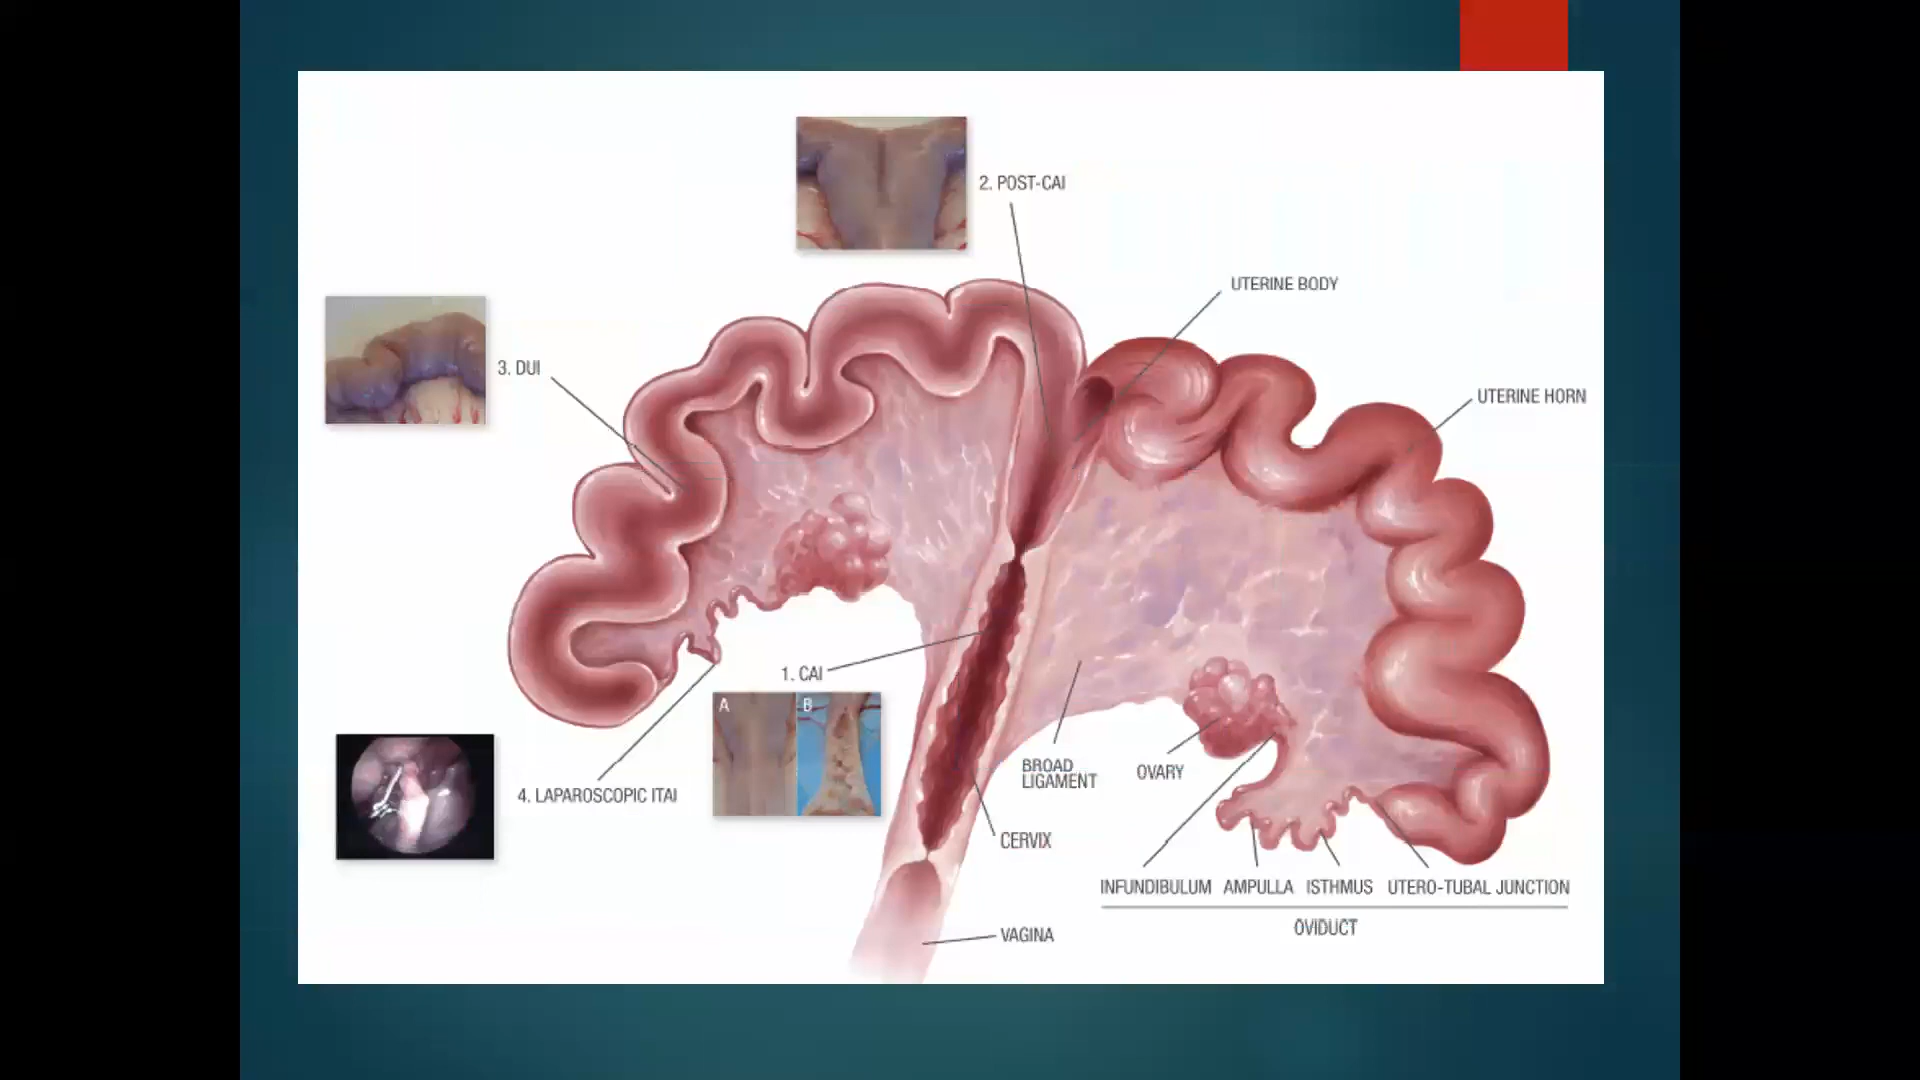 2. POST-CAI
UTERINE BODY
3. DUI
UTERINE HORN
1. CAI
A
B
4. LAPAROSCOPIC ITAI
BROAD
LIGAMENT
OVARY
CERVIX
INFUNDIBULUM AMPULLA ISTHMUS UTERO-TUBAL JUNCTION
OVIDUCT
VAGINA